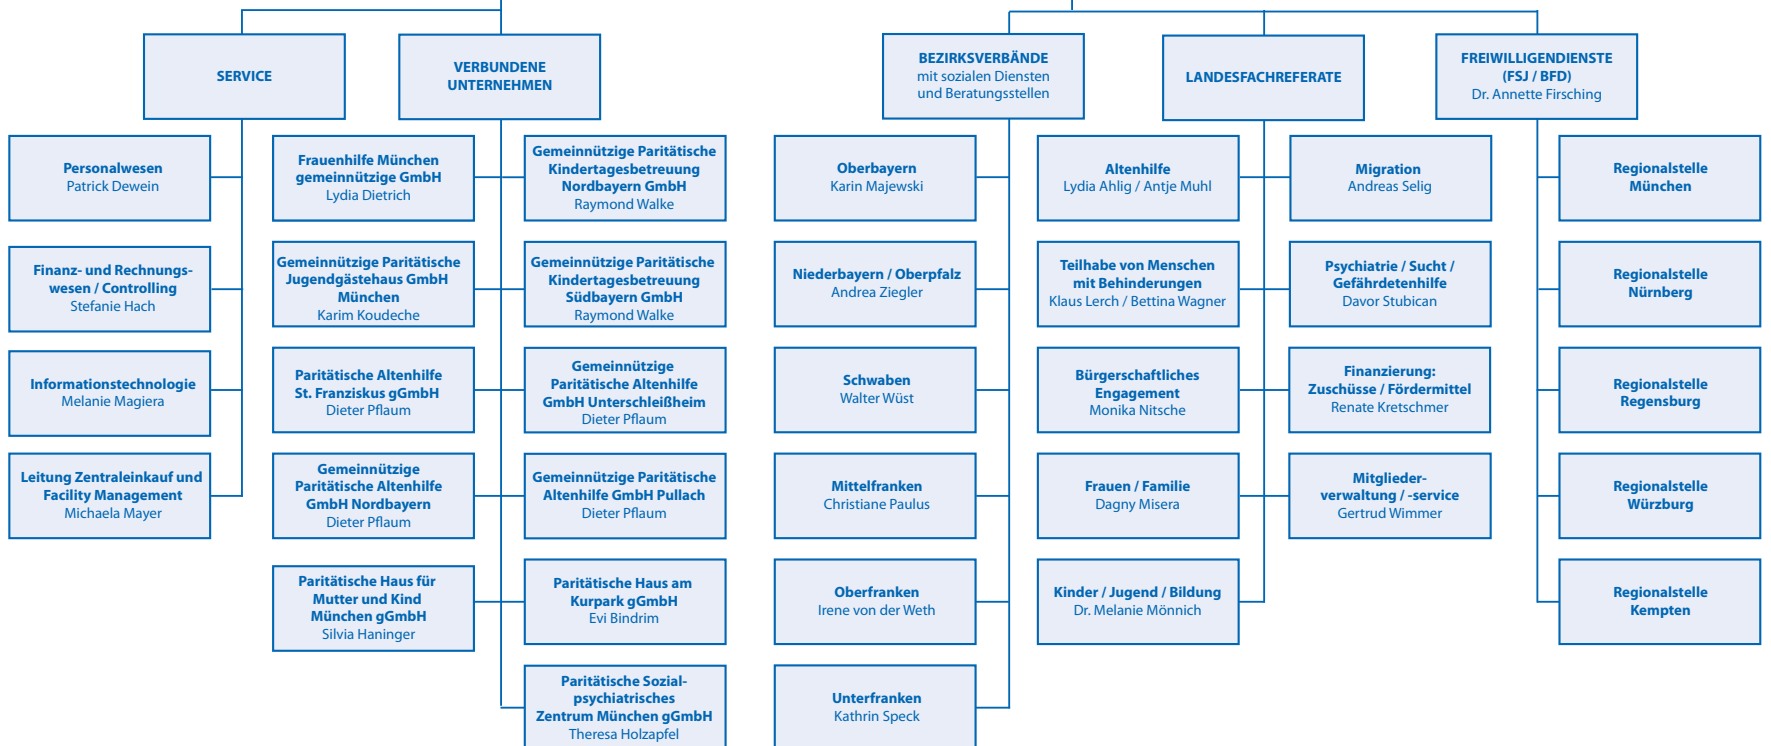 SERVICE
VERBUNDENE
UNTERNEHMEN
BEZIRKSVERBÄNDE
mit sozialen Diensten
und Beratungsstellen
LANDESFACHREFERATE
FREIWILLIGENDIENSTE
(FSJ / BFD)
Dr. Annette Firsching
Personalwesen
Patrick Dewein
Finanz- und Rechnungs-
wesen / Controlling
Stefanie Hach
Informationstechnologie
Melanie Magiera
Leitung Zentraleinkauf und
Facility Management
Michaela Mayer
Frauenhilfe München
gemeinnützige GmbH
Lydia Dietrich
Gemeinnützige Paritätische
Jugendgästehaus GmbH
München
Karim Koudeche
Paritätische Altenhilfe
St. Franziskus gGmbH
Dieter Pflaum
Gemeinnützige
Paritätische Altenhilfe
GmbH Nordbayern
Dieter Pflaum
Paritätische Haus für
Mutter und Kind
München gGmbH
Silvia Haninger
Gemeinnützige Paritätische
Kindertagesbetreuung
Nordbayern GmbH
Raymond Walke
Gemeinnützige Paritätische
Kindertagesbetreuung
Südbayern GmbH
Raymond Walke
Gemeinnützige
Paritätische Altenhilfe
GmbH Unterschleißheim
Dieter Pflaum
Gemeinnützige Paritätische
Altenhilfe GmbH Pullach
Dieter Pflaum
Paritätische Haus am
Kurpark gGmbH
Evi Bindrim
Paritätische Sozial-
psychiatrisches
Zentrum München gGmbH
Theresa Holzapfel
Oberbayern
Karin Majewski
Niederbayern / Oberpfalz
Andrea Ziegler
Schwaben
Walter Wüst
Mittelfranken
Christiane Paulus
Oberfranken
Irene von der Weth
Unterfranken
Kathrin Speck
Altenhilfe
Lydia Ahlig / Antje Muhl
Teilhabe von Menschen
mit Behinderungen
Klaus Lerch / Bettina Wagner
Bürgerschaftliches
Engagement
Monika Nitsche
Frauen / Familie
Dagny Misera
Kinder / Jugend / Bildung
Dr. Melanie Mönnich
Migration
Andreas Selig
Psychiatrie / Sucht /
Gefährdetenhilfe
Davor Stubican
Finanzierung:
Zuschüsse / Fördermittel
Renate Kretschmer
Mitglieder-
verwaltung / -service
Gertrud Wimmer
Regionalstelle
München
Regionalstelle
Nürnberg
Regionalstelle
Regensburg
Regionalstelle
Würzburg
Regionalstelle
Kempten